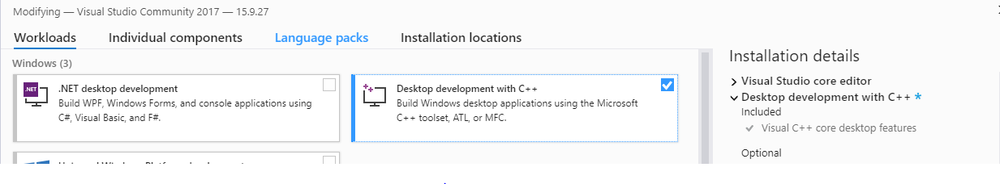 Modifying — Visual Studio Community 2017 — 15.9.27
Workloads Individual components Language packs Installation locations
Windows (3)
.NET
.NET desktop development
Build WPF, Windows Forms, and console applications using
C#, Visual Basic, and F#.
Desktop development with C++
Build Windows desktop applications using the Microsoft
C++ toolset, ATL, or MFC.
Installation details
Visual Studio core editor
Desktop development with C++ *
Included
Visual C++ core desktop features
Optional